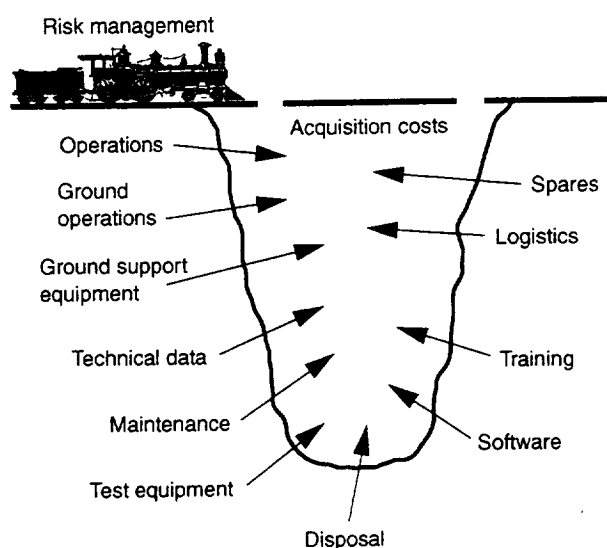 Risk management
Acquisition costs
Operations
Spares
Ground
operations
Logistics
Ground support
equipment
Technical data
Training
Maintenance
Software
Test equipment
Disposal